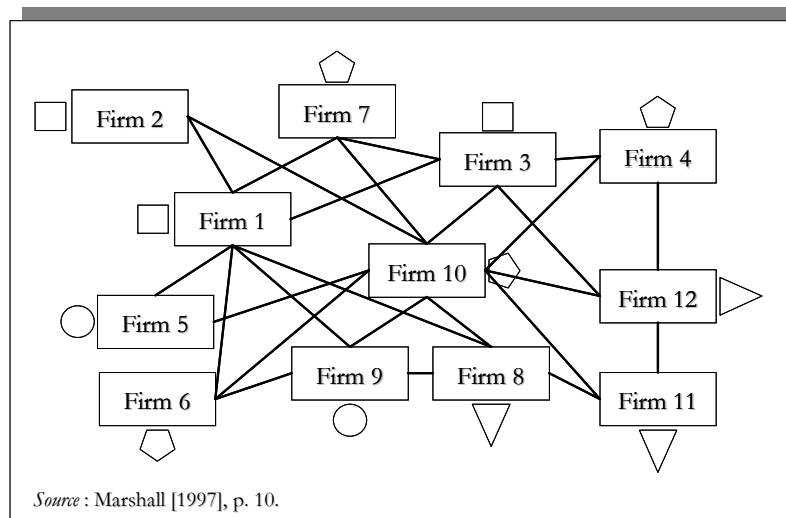 Firm 7
Firm 2
Firm 3
Firm 4
Firm 1
Firm 10
Firm 5
Firm 12
Firm 9
Firm 8
Firm 6
Firm 11
Source : Marshall [1997], p. 10.